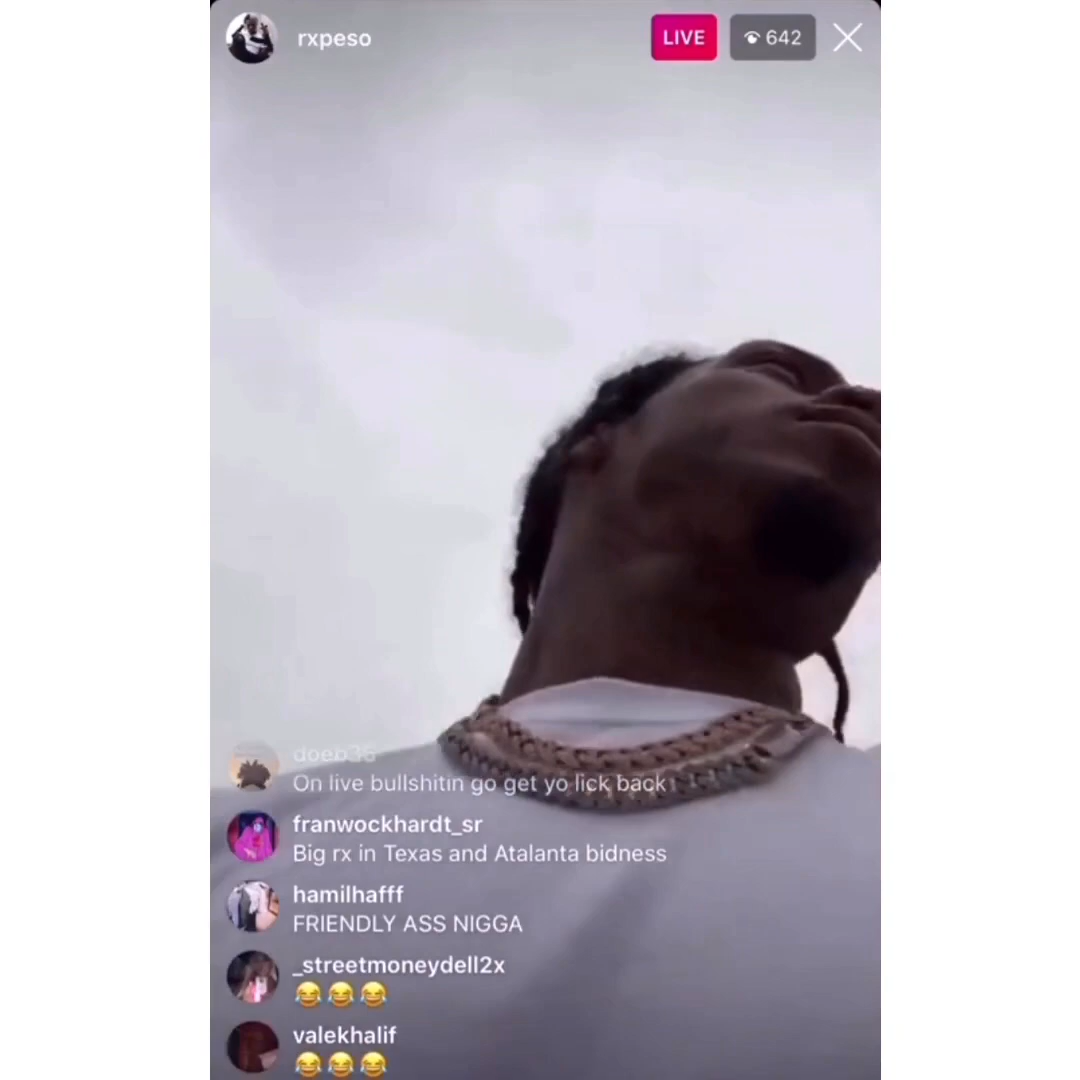 rxpeso
LIVE
642
doeb35
On live bullshitin go get yo lick back
franwockhardt_sr
Big rx in Texas and Atalanta bidness
hamilhafff
FRIENDLY ASS NIGGA
_streetmoneydell2x
😂😂😂
valekhalif
😂😂😂